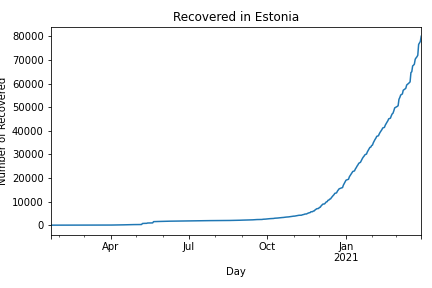 Recovered in Estonia
80000
70000
60000
50000
40000
30000
20000
10000
0
Number of Recovered
Apr
Jul
Oct
Jan
2021
Day